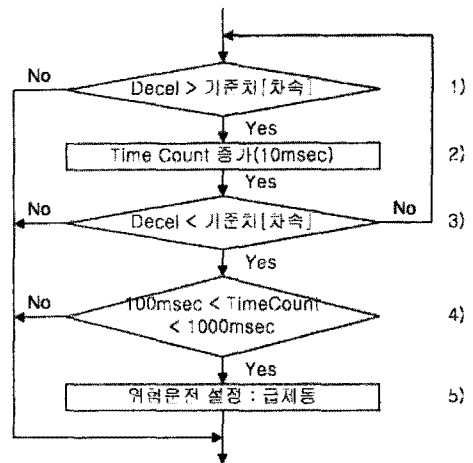 No
Decel > 기준치[차속]
1)
Yes
Time Count 증가(10msec)
2)
Yes
No
Decel < 기준치[차속]
No
3)
Yes
No
100msec < TimeCount
< 1000msec
4)
Yes
위험운전 설정 : 급제동
5)